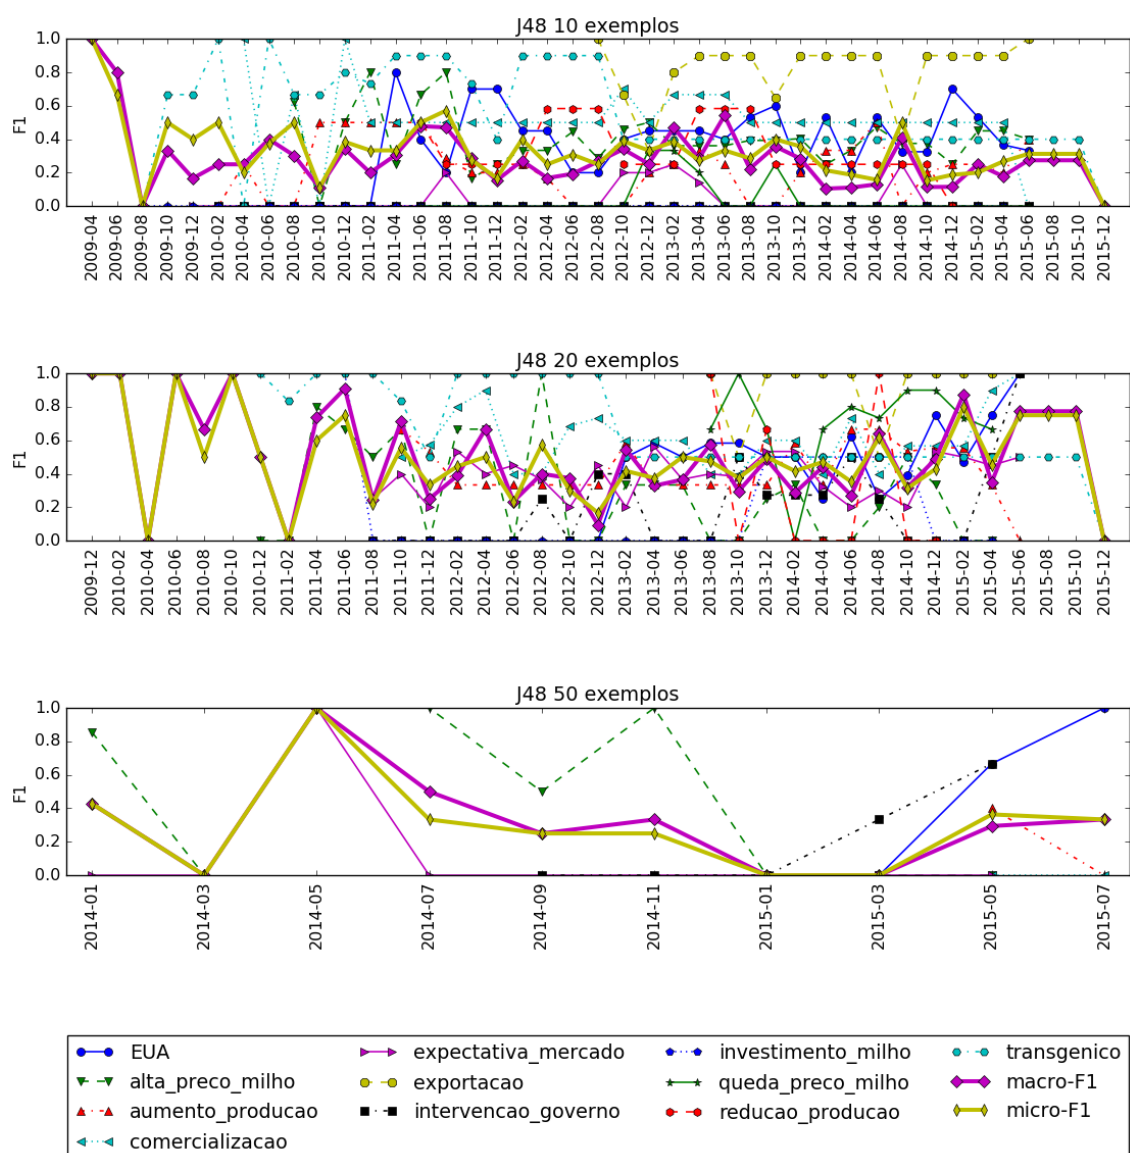 J48 10 exemplos
1.0
0.8
0.6
0.4
0.2
0.0
F1
2009-04 2009-06 2009-08 2009-10 2009-12 2010-02 2010-04 2010-06 2010-08 2010-10 2010-12 2011-02 2011-04 2011-06 2011-08 2011-10 2011-12 2012-02 2012-04 2012-06 2012-08 2012-10 2012-12 2013-02 2013-04 2013-06 2013-08 2013-10 2013-12 2014-02 2014-04 2014-06 2014-08 2014-10 2014-12 2015-02 2015-04 2015-06 2015-08 2015-10 2015-12
J48 20 exemplos
1.0
0.8
0.6
0.4
0.2
0.0
F1
2009-12 2010-02 2010-04 2010-06 2010-08 2010-10 2010-12 2011-02 2011-04 2011-06 2011-08 2011-10 2011-12 2012-02 2012-04 2012-06 2012-08 2012-10 2012-12 2013-02 2013-04 2013-06 2013-08 2013-10 2013-12 2014-02 2014-04 2014-06 2014-08 2014-10 2014-12 2015-02 2015-04 2015-06 2015-08 2015-10 2015-12
J48 50 exemplos
1.0
0.8
0.6
0.4
0.2
0.0
F1
2014-01 2014-03 2014-05 2014-07 2014-09 2014-11 2015-01 2015-03 2015-05 2015-07
EUA expectativa_mercado investimento_milho transgenico
alta_preco_milho exportacao queda_preco_milho macro-F1
aumento_producao intervencao_governo reducao_producao micro-F1
comercializacao